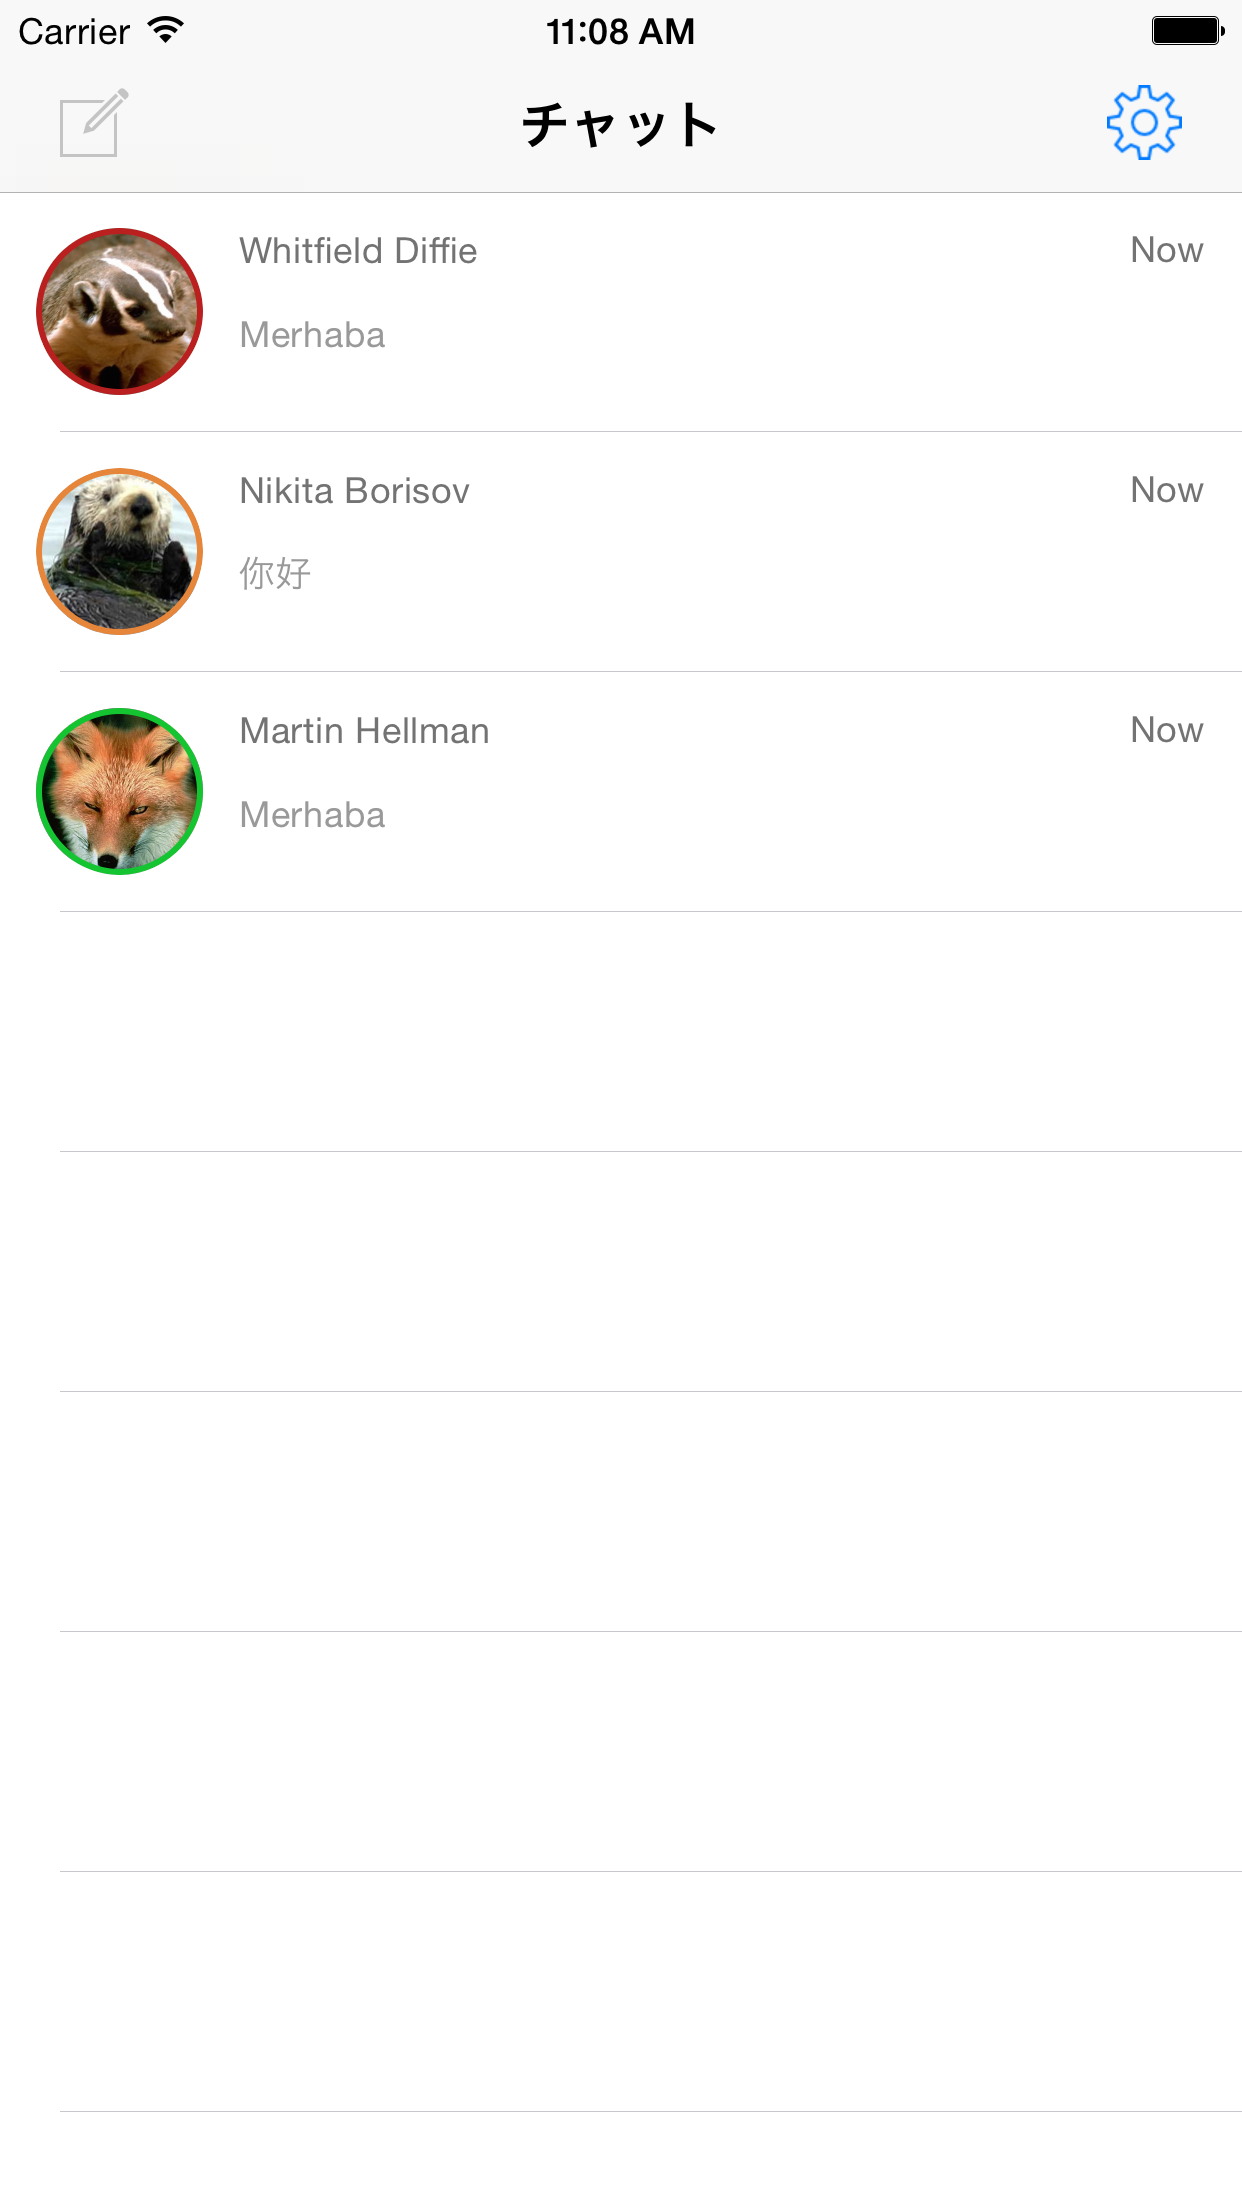 Carrier 11:08 AM
チャット
Whitfield Diffie Now
Merhaba
Nikita Borisov Now
你好
Martin Hellman Now
Merhaba